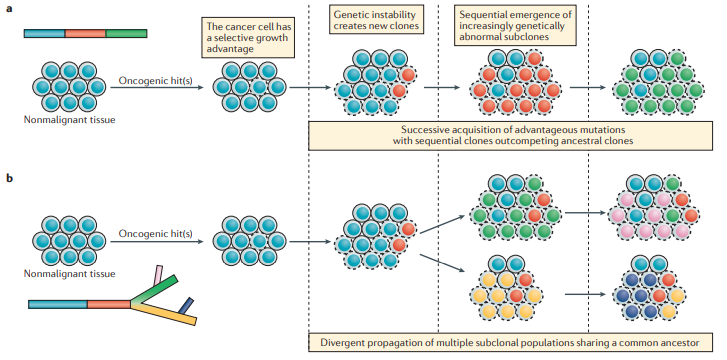 a
The cancer cell has
a selective growth
advantage
Genetic instability
creates new clones
Sequential emergence of
increasingly genetically
abnormal subclones
Oncogenic hit(s)
Nonmalignant tissue
Successive acquisition of advantageous mutations
with sequential clones outcompeting ancestral clones
b
Oncogenic hit(s)
Nonmalignant tissue
Divergent propagation of multiple subclonal populations sharing a common ancestor